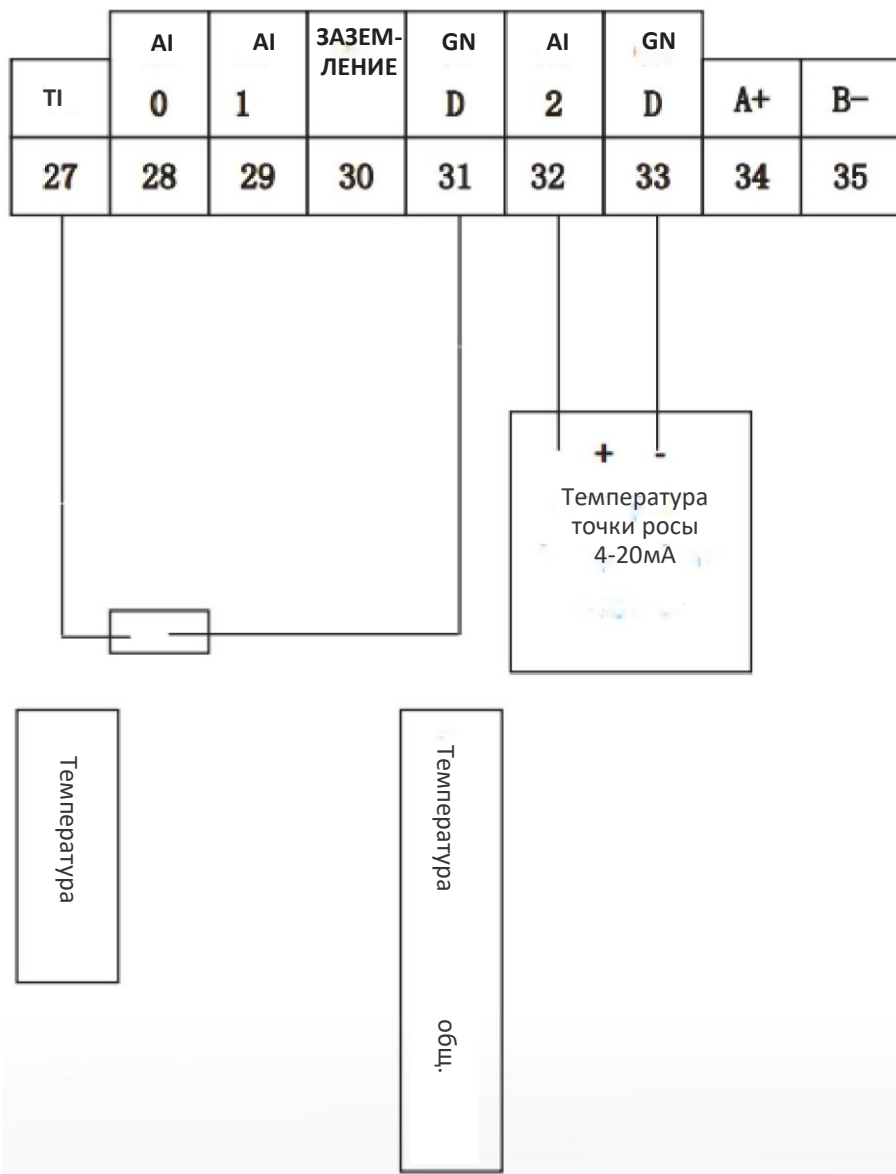 TI
AI
0
AI
1
ЗАЗЕМ-
ЛЕНИЕ
GN
D
AI
2
GN
D
A+
B-
27 28 29 30 31 32 33 34 35
+ -
Температура
точки росы
4-20мА
Температура
Температура общ.